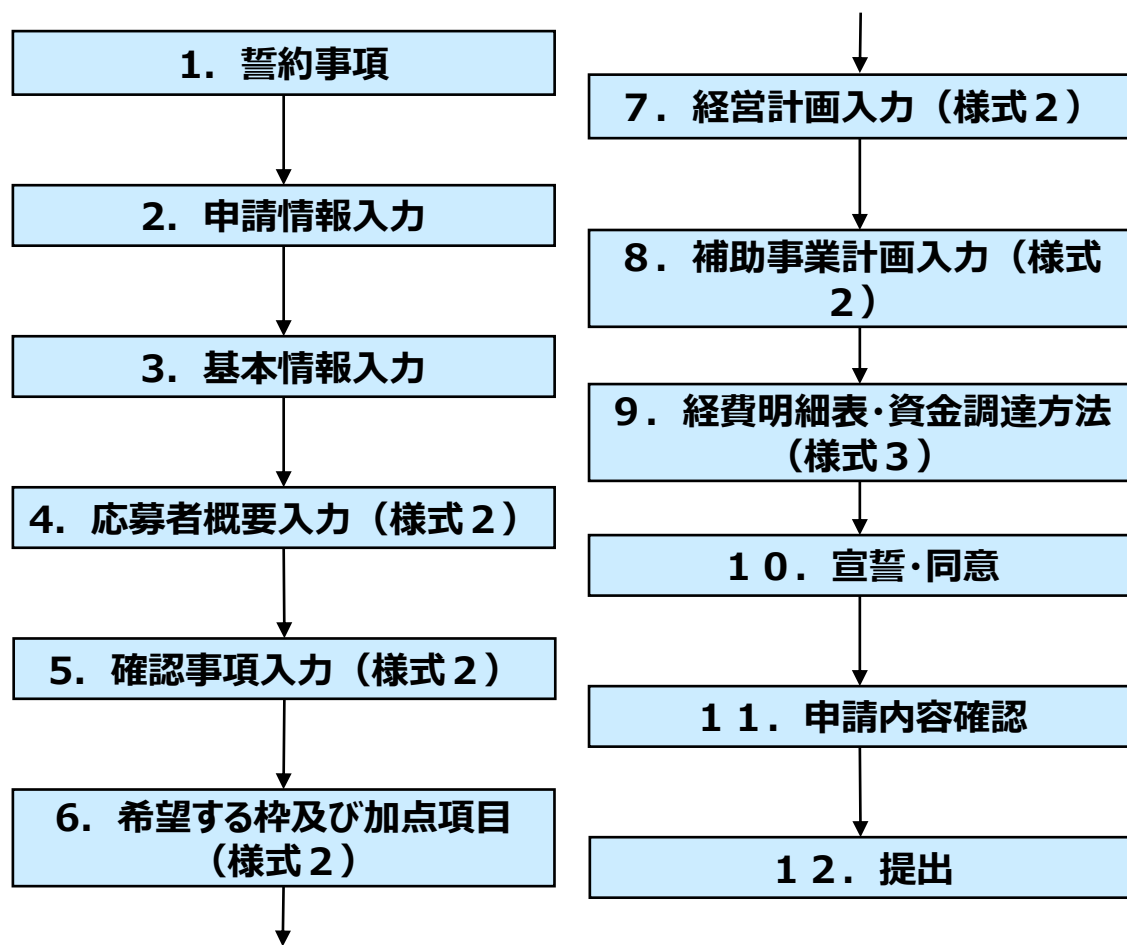 1．誓約事項
2．申請情報入力
3．基本情報入力
4．応募者概要入力（様式２）
5．確認事項入力（様式２）
6．希望する枠及び加点項目
（様式２）
７．経営計画入力（様式２）
８．補助事業計画入力（様式
２）
９．経費明細表・資金調達方法
（様式３）
１０．宣誓・同意
１１．申請内容確認
１２．提出